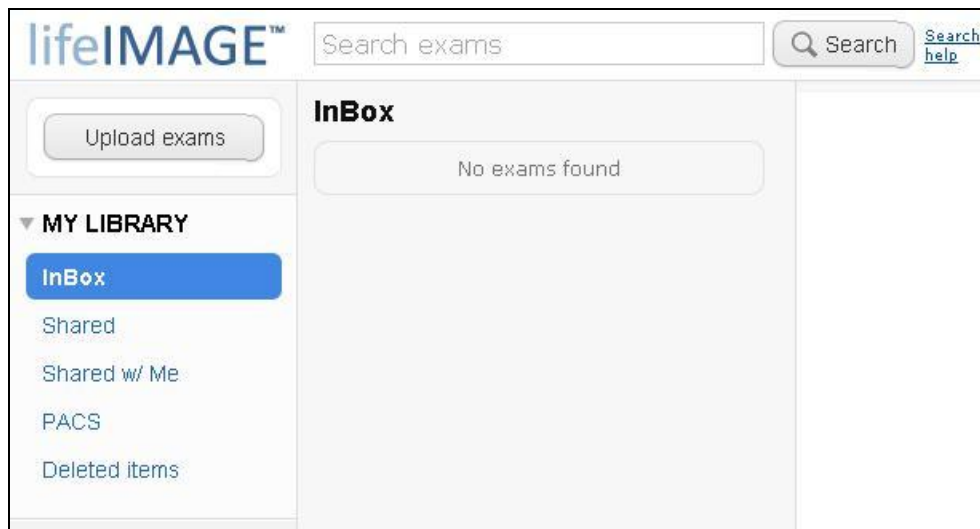 lifeIMAGE™
Search exams
Search
Search
help
Upload exams
InBox
No exams found
MY LIBRARY
InBox
Shared
Shared w/ Me
PACS
Deleted items